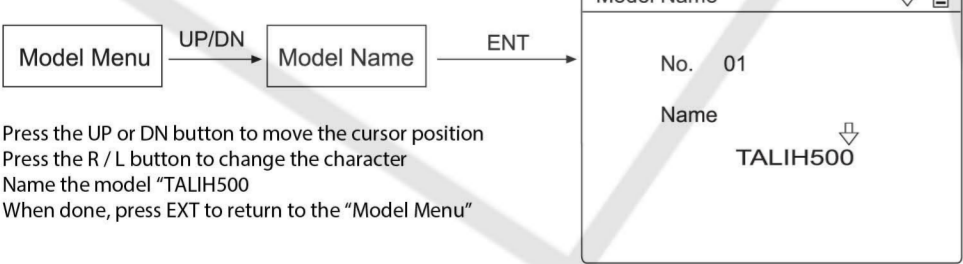 Model Name
Model Menu
UP/DN
Model Name
ENT
No. 01
Name
TALIH500
Press the UP or DN button to move the cursor position
Press the R / L button to change the character
Name the model “TALIH500
When done, press EXT to return to the “Model Menu”